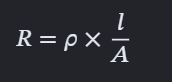 R = ρ × l/A